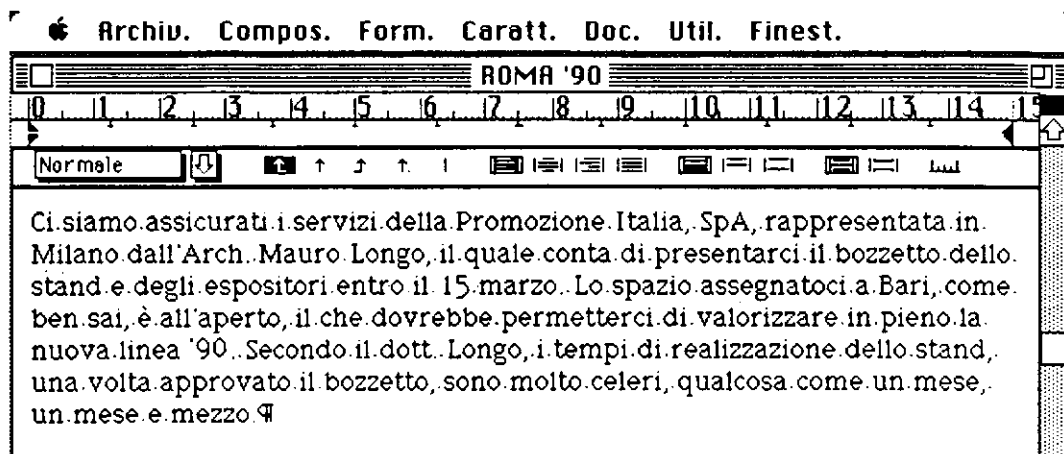 Archiv. Compos. Form. Caratt. Doc. Util. Finest.
ROMA '90
0 1 2 3 4 5 6 7 8 9 10 11 12 13 14 15
Normale
Ci siamo assicurati i servizi della Promozione Italia, SpA, rappresentata in
Milano dall'Arch. Mauro Longo, il quale conta di presentarci il bozzetto dello
stand e degli espositori entro il 15 marzo. Lo spazio assegnatoci a Bari, come
ben sai, è all'aperto, il che dovrebbe permetterci di valorizzare in pieno la
nuova linea '90. Secondo il dott. Longo, i tempi di realizzazione dello stand,
una volta approvato il bozzetto, sono molto celeri, qualcosa come un mese,
un mese e mezzo ¶